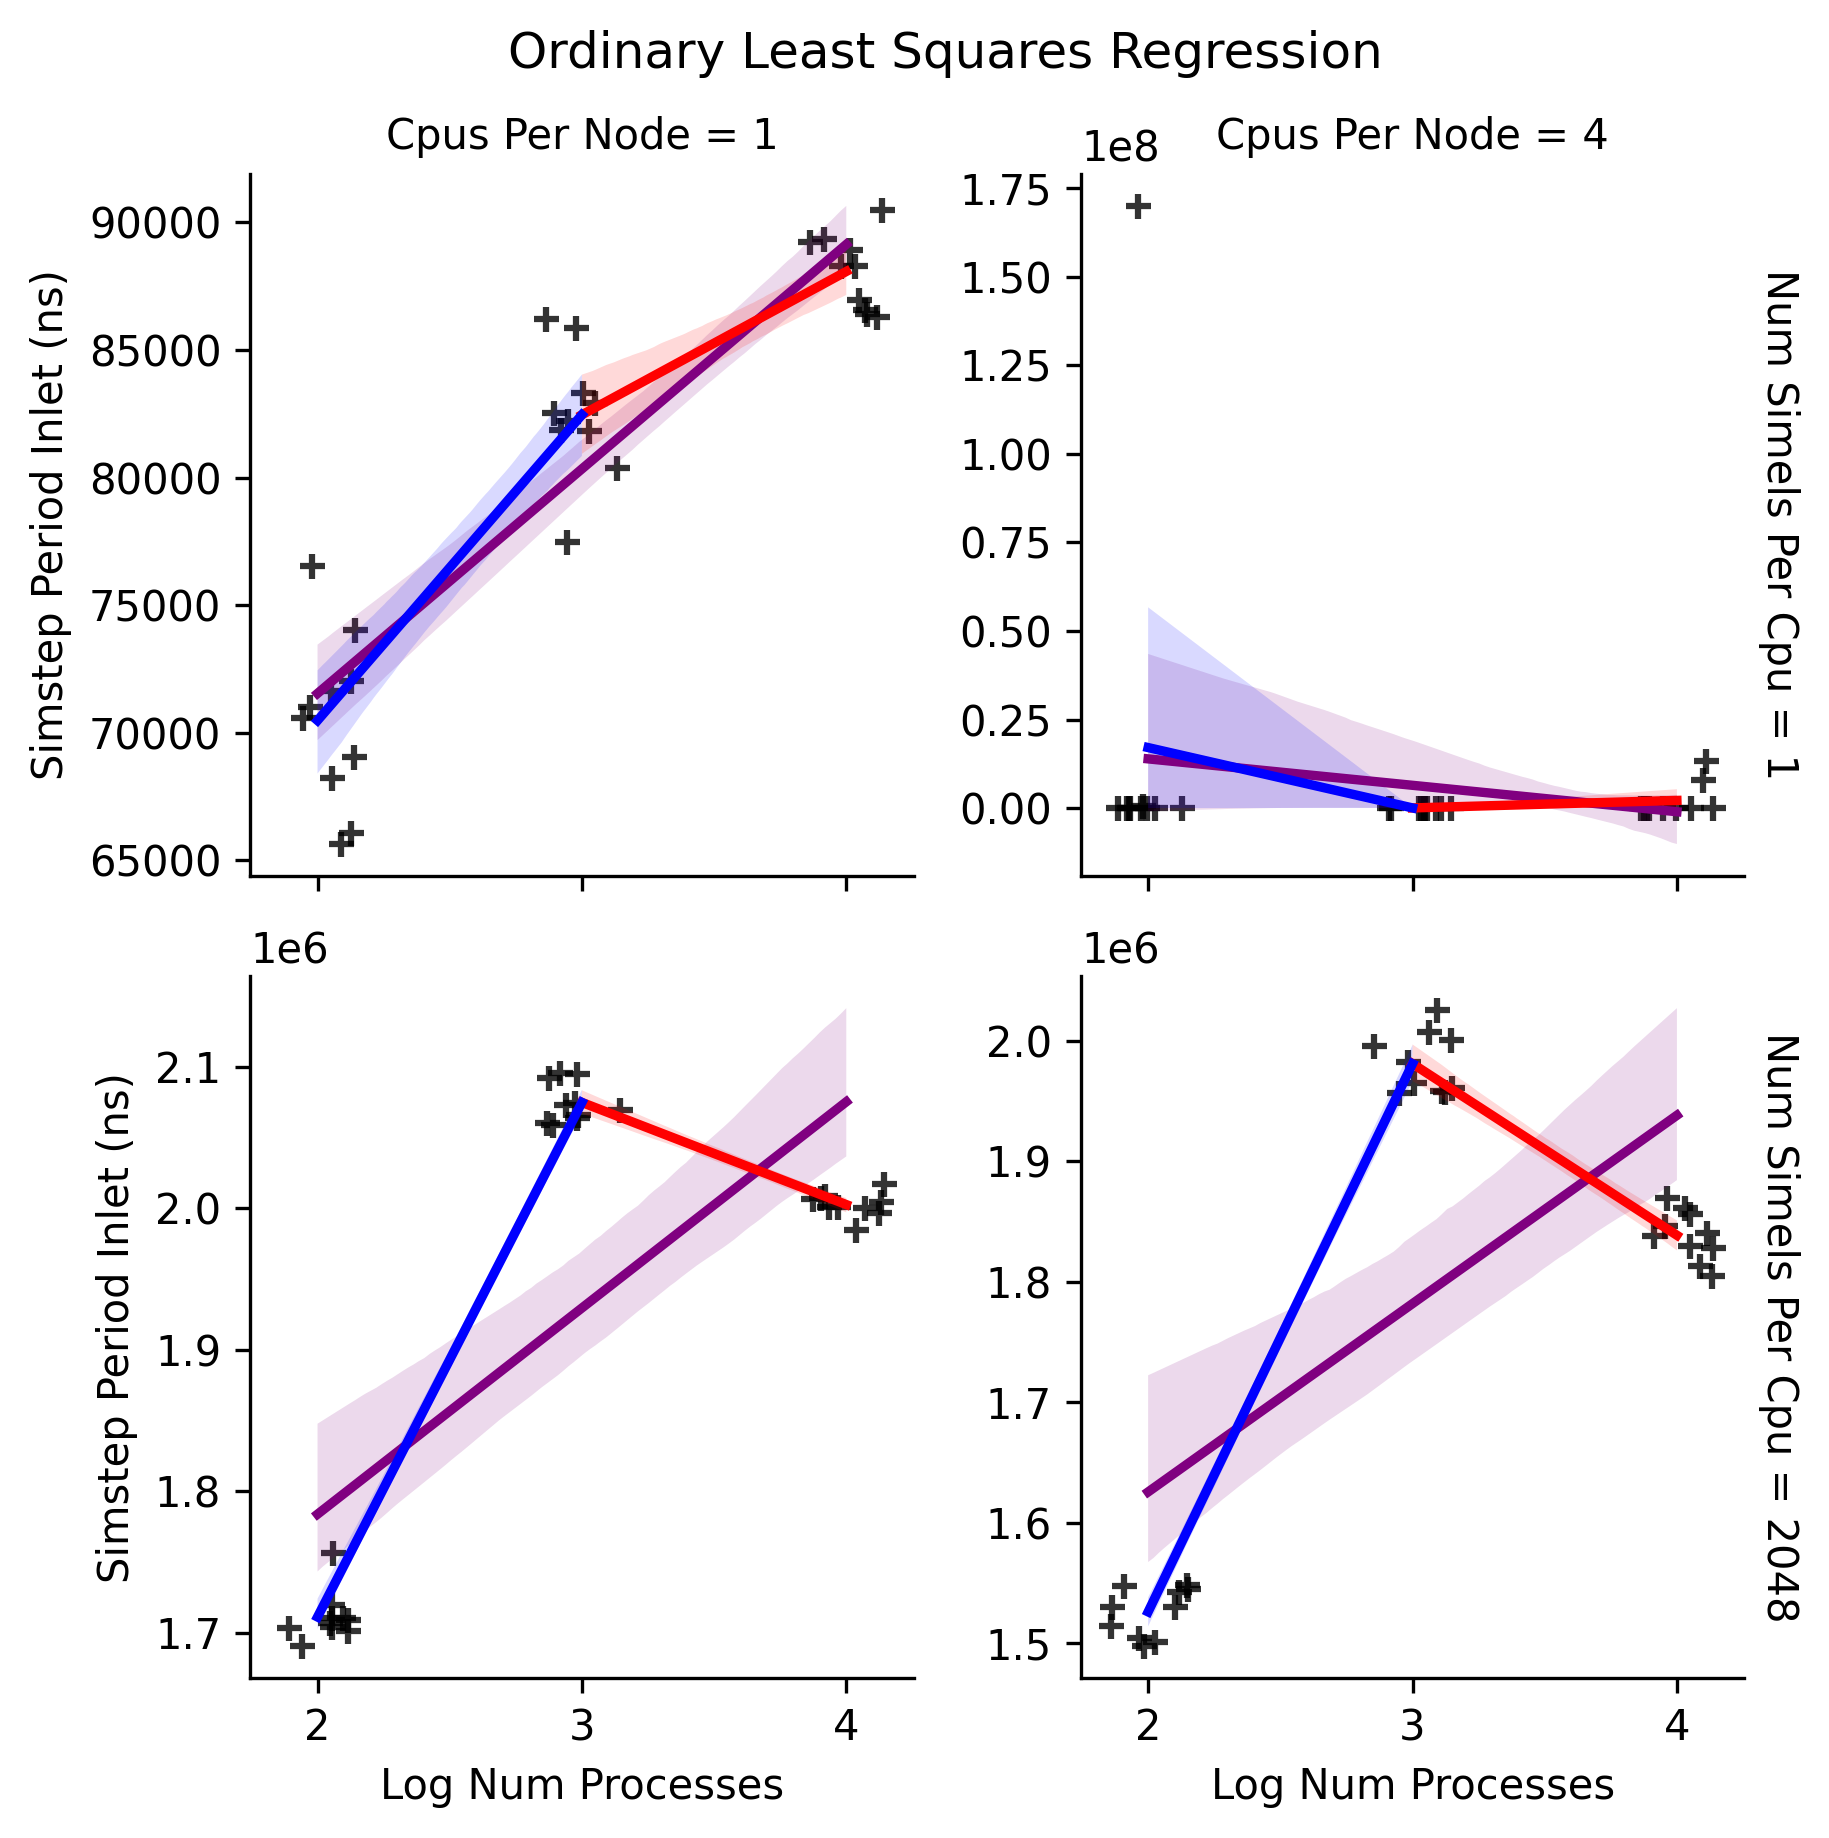 Ordinary Least Squares Regression
Cpus Per Node = 1
Cpus Per Node = 4
Simstep Period Inlet (ns)
90000
85000
80000
75000
70000
65000
1e8
1.75
1.50
1.25
1.00
0.75
0.50
0.25
0.00
Num Simels Per Cpu = 1
Simstep Period Inlet (ns)
1e6
2.1
2.0
1.9
1.8
1.7
2
3
4
Log Num Processes
1e6
2.0
1.9
1.8
1.7
1.6
1.5
2
3
4
Log Num Processes
Num Simels Per Cpu = 2048